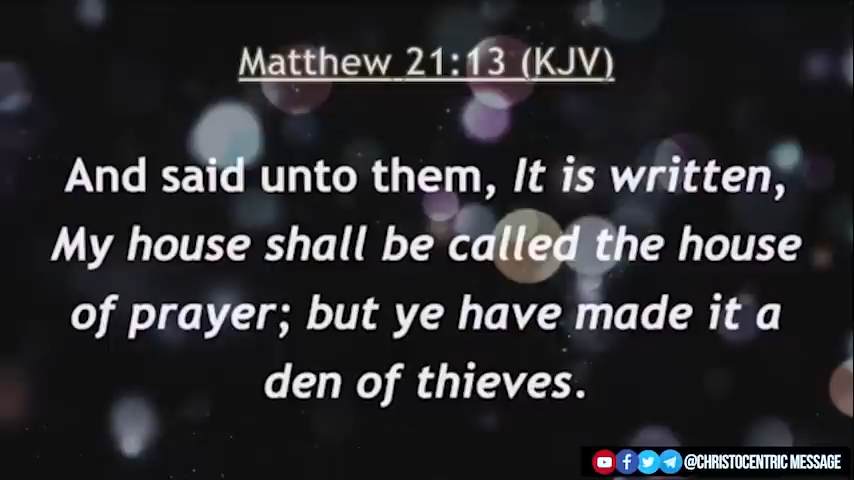 Matthew 21:13 (KJV)
And said unto them, It is written,
My house shall be called the house
of prayer; but ye have made it a
den of thieves.
@CHRISTOCENTRIC MESSAGE